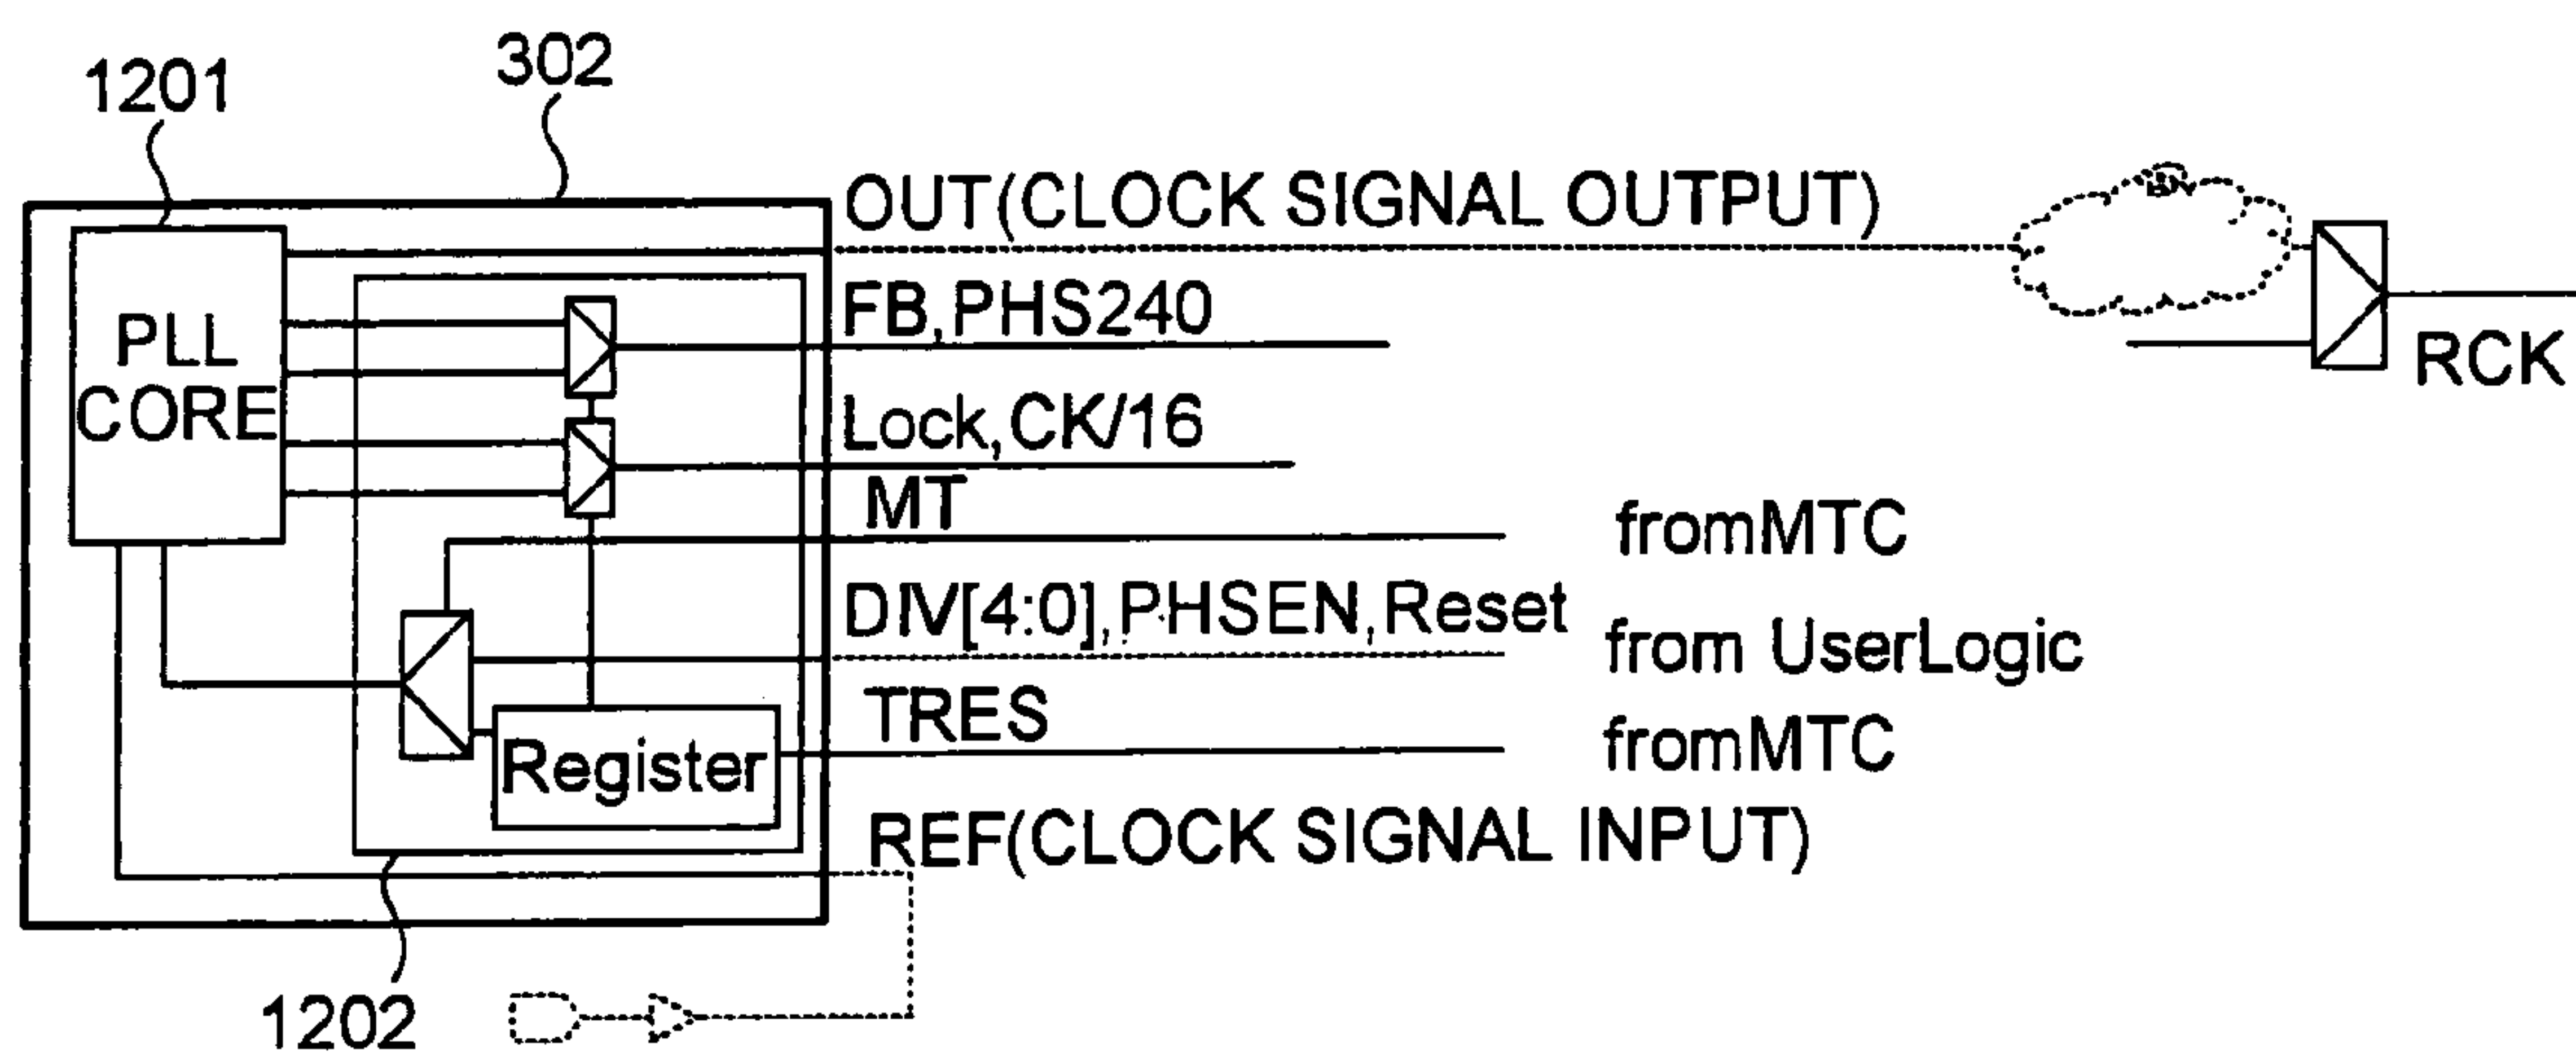 302
1201
OUT(CLOCK SIGNAL OUTPUT)
PLL
CORE
FB,PHS240
RCK
Lock,CK/16
MT
fromMTC
DIV[4:0],PHSEN,Reset
from UserLogic
TRES
fromMTC
Register
REF(CLOCK SIGNAL INPUT)
1202